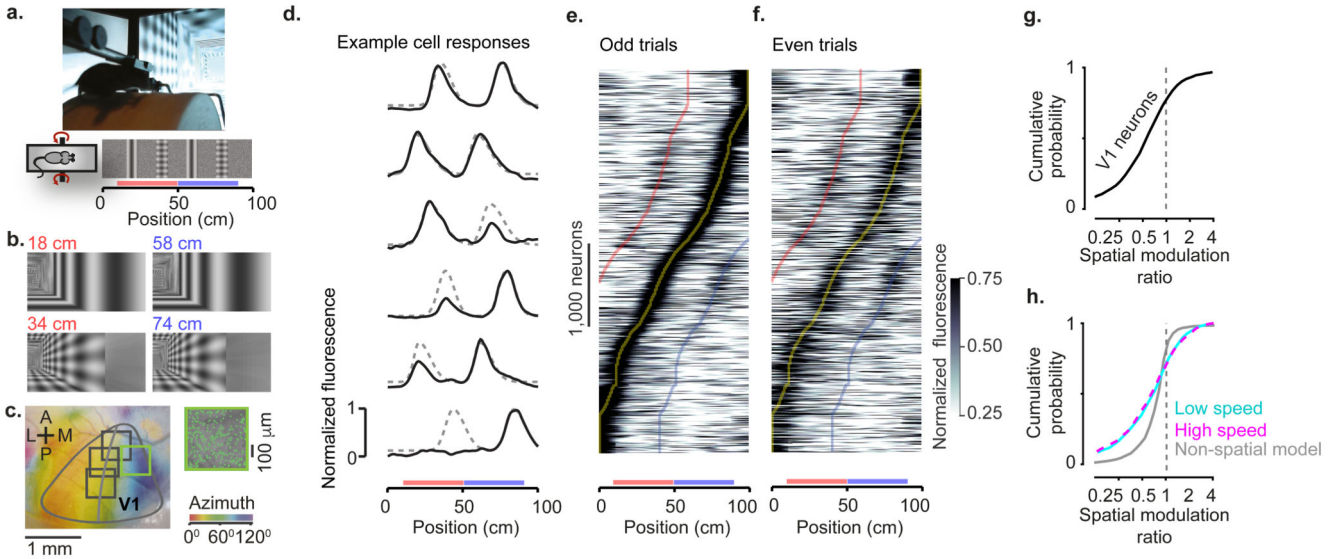 a.
0
50
100
Position (cm)
b.
18 cm
58 cm
34 cm
74 cm
c.
A
L
M
P
V1
1 mm
100 µm
Azimuth
0⁰ 60⁰ 120⁰
d.
Example cell responses
Normalized fluorescence
1
0
0
50
100
Position (cm)
e.
Odd trials
1,000 neurons
0
50
100
Position (cm)
f.
Even trials
0
50
100
Position (cm)
Normalized fluorescence
0.75
0.50
0.25
g.
Cumulative
probability
1
0
V1 neurons
0.25
0.5
1
2
4
Spatial modulation
ratio
h.
Cumulative
probability
1
0
Low speed
High speed
Non-spatial model
0.25
0.5
1
2
4
Spatial modulation
ratio